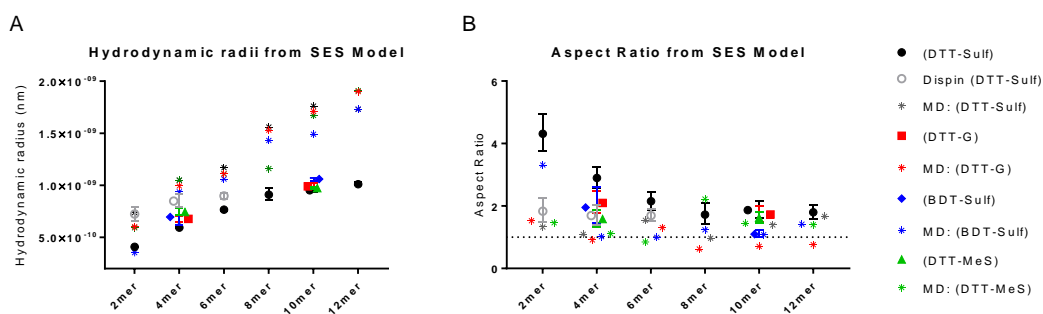 A
Hydrodynamic radii from SES Model
Hydrodynamic radius (nm)
2.0×10⁻⁰⁹
1.5×10⁻⁰⁹
1.0×10⁻⁰⁹
5.0×10⁻¹⁰
2mer
4mer
6mer
8mer
10mer
12mer
B
Aspect Ratio from SES Model
Aspect Ratio
6
4
2
0
2mer
4mer
6mer
8mer
10mer
12mer
(DTT-Sulf)
Dispin (DTT-Sulf)
MD: (DTT-Sulf)
(DTT-G)
MD: (DTT-G)
(BDT-Sulf)
MD: (BDT-Sulf)
(DTT-MeS)
MD: (DTT-MeS)